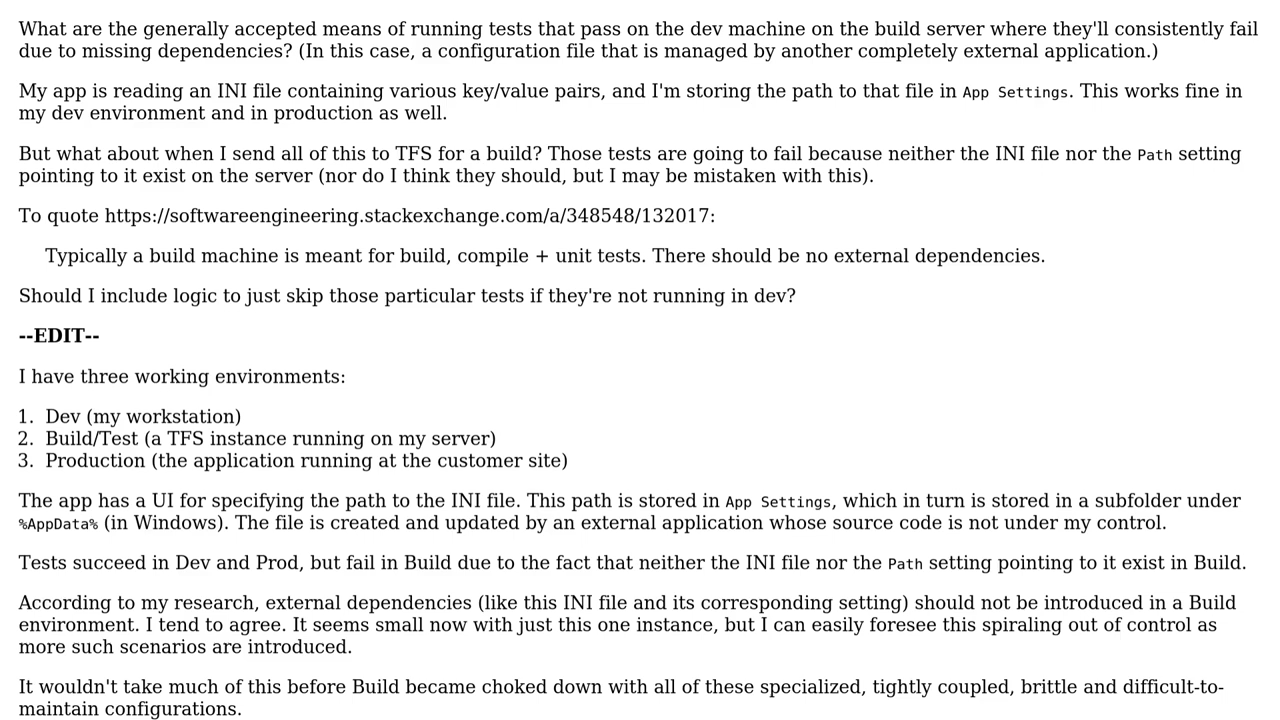 What are the generally accepted means of running tests that pass on the dev machine on the build server where they'll consistently fail
due to missing dependencies? (In this case, a configuration file that is managed by another completely external application.)
My app is reading an INI file containing various key/value pairs, and I'm storing the path to that file in App Settings. This works fine in
my dev environment and in production as well.
But what about when I send all of this to TFS for a build? Those tests are going to fail because neither the INI file nor the Path setting
pointing to it exist on the server (nor do I think they should, but I may be mistaken with this).
To quote https://softwareengineering.stackexchange.com/a/348548/132017:
Typically a build machine is meant for build, compile + unit tests. There should be no external dependencies.
Should I include logic to just skip those particular tests if they're not running in dev?
--EDIT--
I have three working environments:
1. Dev (my workstation)
2. Build/Test (a TFS instance running on my server)
3. Production (the application running at the customer site)
The app has a UI for specifying the path to the INI file. This path is stored in App Settings, which in turn is stored in a subfolder under
%AppData% (in Windows). The file is created and updated by an external application whose source code is not under my control.
Tests succeed in Dev and Prod, but fail in Build due to the fact that neither the INI file nor the Path setting pointing to it exist in Build.
According to my research, external dependencies (like this INI file and its corresponding setting) should not be introduced in a Build
environment. I tend to agree. It seems small now with just this one instance, but I can easily foresee this spiraling out of control as
more such scenarios are introduced.
It wouldn't take much of this before Build became choked down with all of these specialized, tightly coupled, brittle and difficult-to-
maintain configurations.